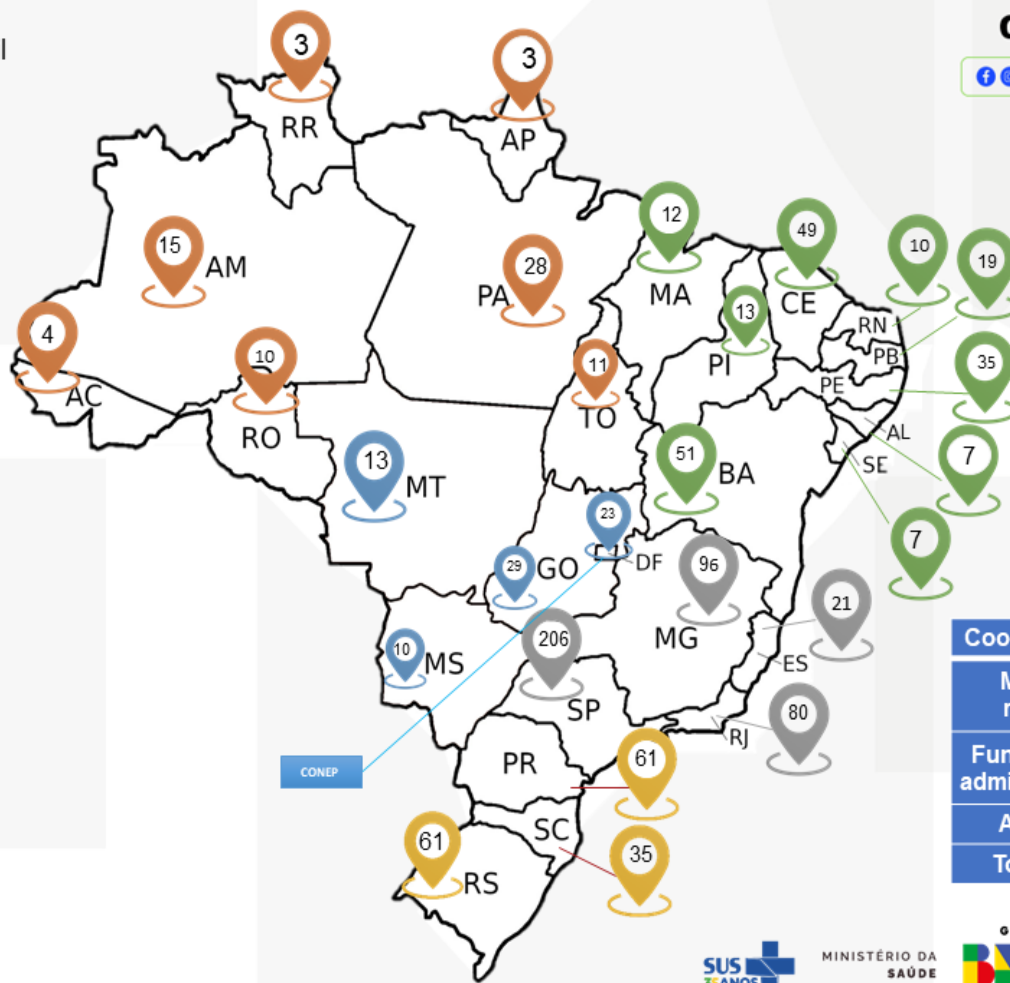 3
3
RR
AP
12
49
10
19
15
AM
28
PA
MA
CE
13
RN
4
10
11
PI
PB
35
AC
PE
TO
RO
AL
51
BA
7
13
MT
SE
23
7
29
GO
DF
96
21
206
MG
10
MS
ES
SP
80
RJ
61
CONEP
PR
SC
61
35
RS
SUS
MINISTÉRIO DA
SAÚDE